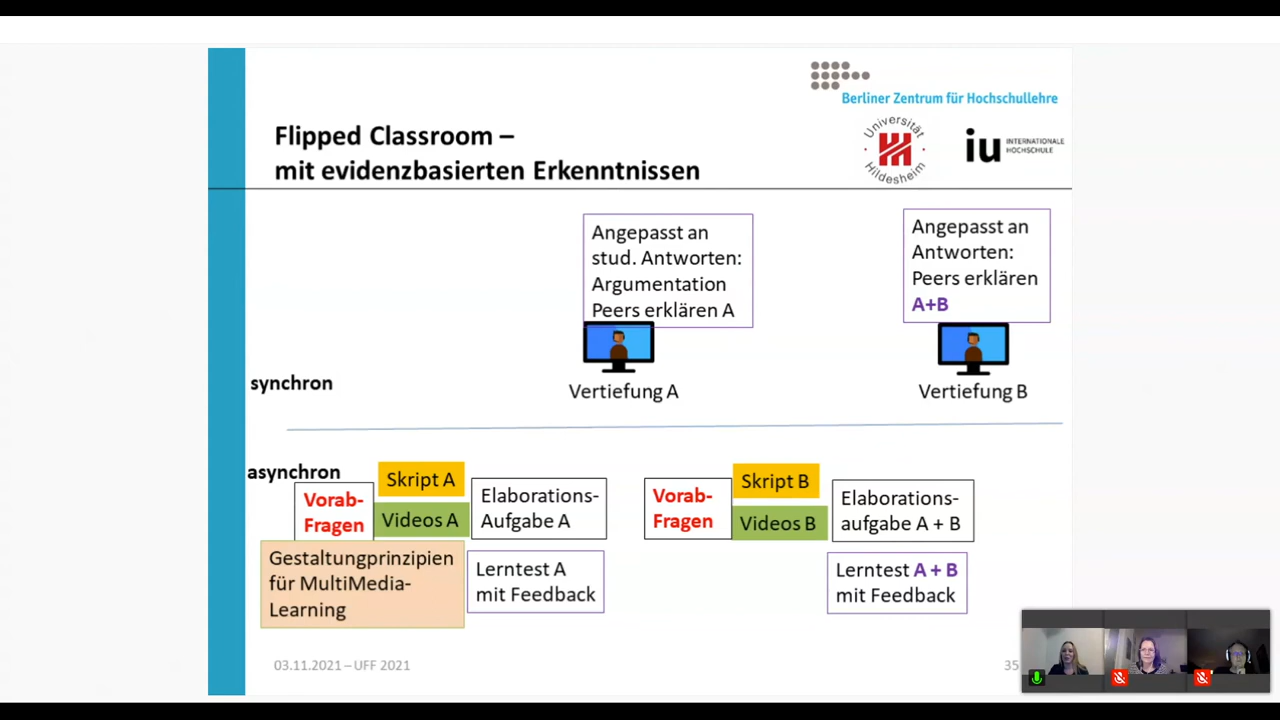 Berliner Zentrum für Hochschullehre
Flipped Classroom –
mit evidenzbasierten Erkenntnissen
Universität
Hildesheim
iu INTERNATIONALE
HOCHSCHULE
Angepasst an
stud. Antworten:
Argumentation
Peers erklären A
Angepasst an
Antworten:
Peers erklären
A+B
synchron
Vertiefung A
Vertiefung B
asynchron
Vorab-
Fragen
Skript A
Videos A
Elaborations-
Aufgabe A
Vorab-
Fragen
Skript B
Videos B
Elaborations-
aufgabe A + B
Gestaltungprinzipien
für MultiMedia-
Learning
Lerntest A
mit Feedback
Lerntest A + B
mit Feedback
03.11.2021 – UFF 2021
35